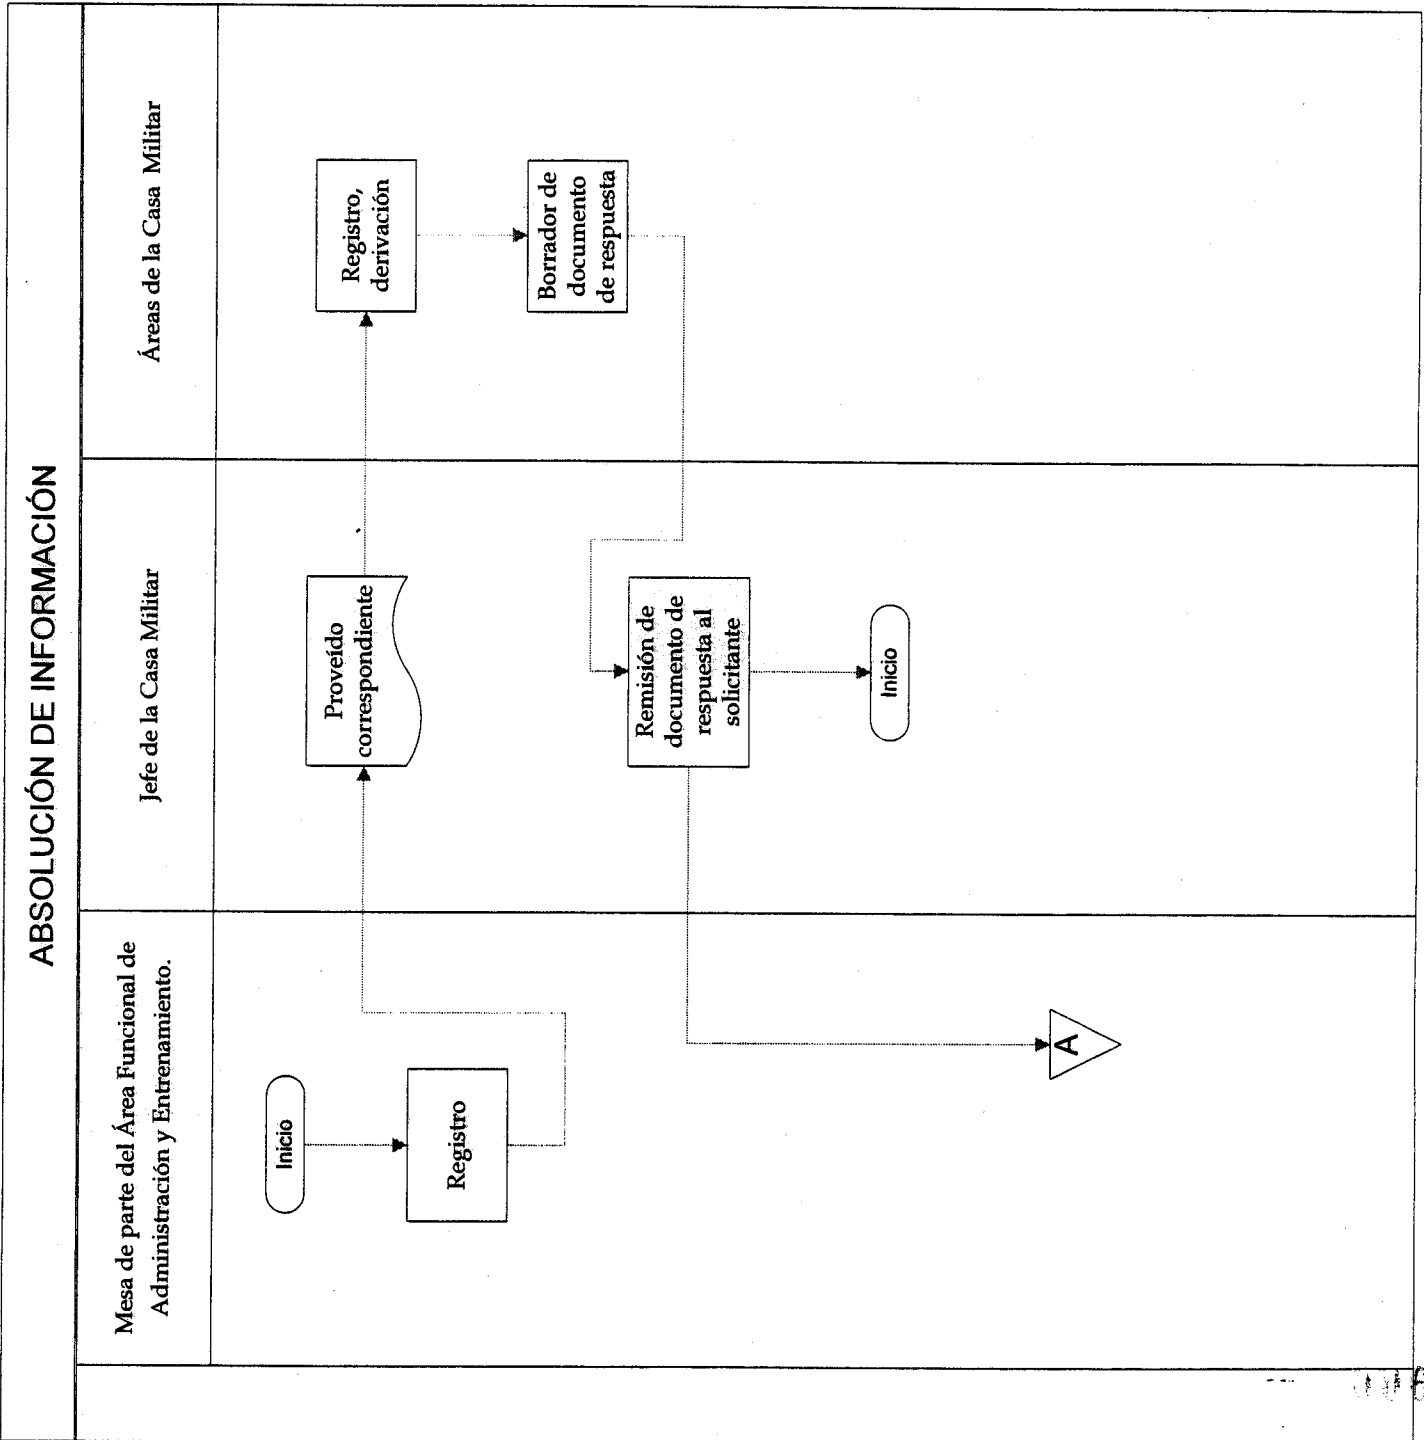 ABSOLUCIÓN DE INFORMACIÓN
Mesa de parte del Área Funcional de
Administración y Entrenamiento.
Jefe de la Casa Militar
Áreas de la Casa Militar
Inicio
Registro
Proveído
correspondiente
Registro,
derivación
Borrador de
documento
de respuesta
Remisión de
documento de
respuesta al
solicitante
Inicio
A